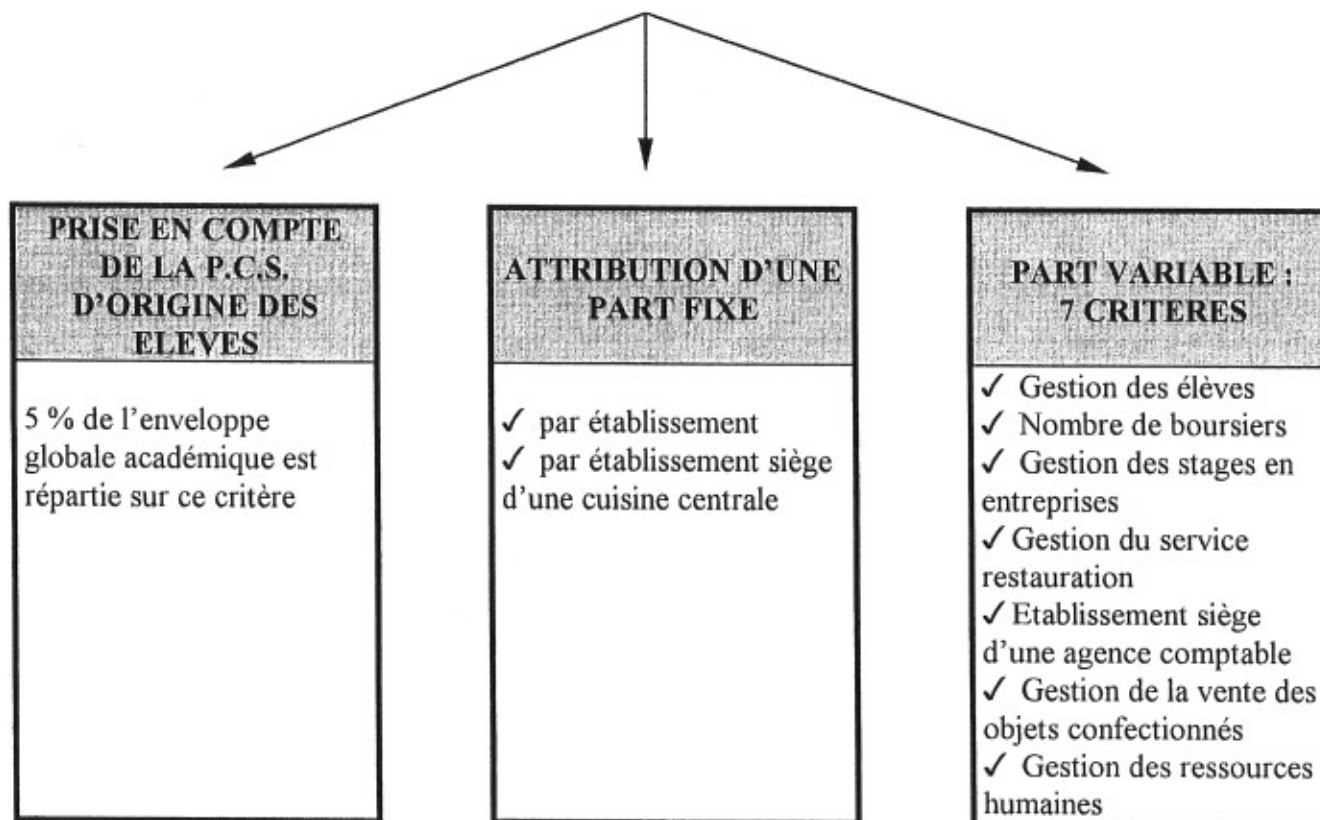 PRISE EN COMPTE
DE LA P.C.S.
D'ORIGINE DES
ELEVES
5 % de l'enveloppe
globale académique est
répartie sur ce critère
ATTRIBUTION D'UNE
PART FIXE
✓ par établissement
✓ par établissement siège
d'une cuisine centrale
PART VARIABLE :
7 CRITERES
✓ Gestion des élèves
✓ Nombre de boursiers
✓ Gestion des stages en
entreprises
✓ Gestion du service
restauration
✓ Etablissement siège
d'une agence comptable
✓ Gestion de la vente des
objets confectionnés
✓ Gestion des ressources
humaines